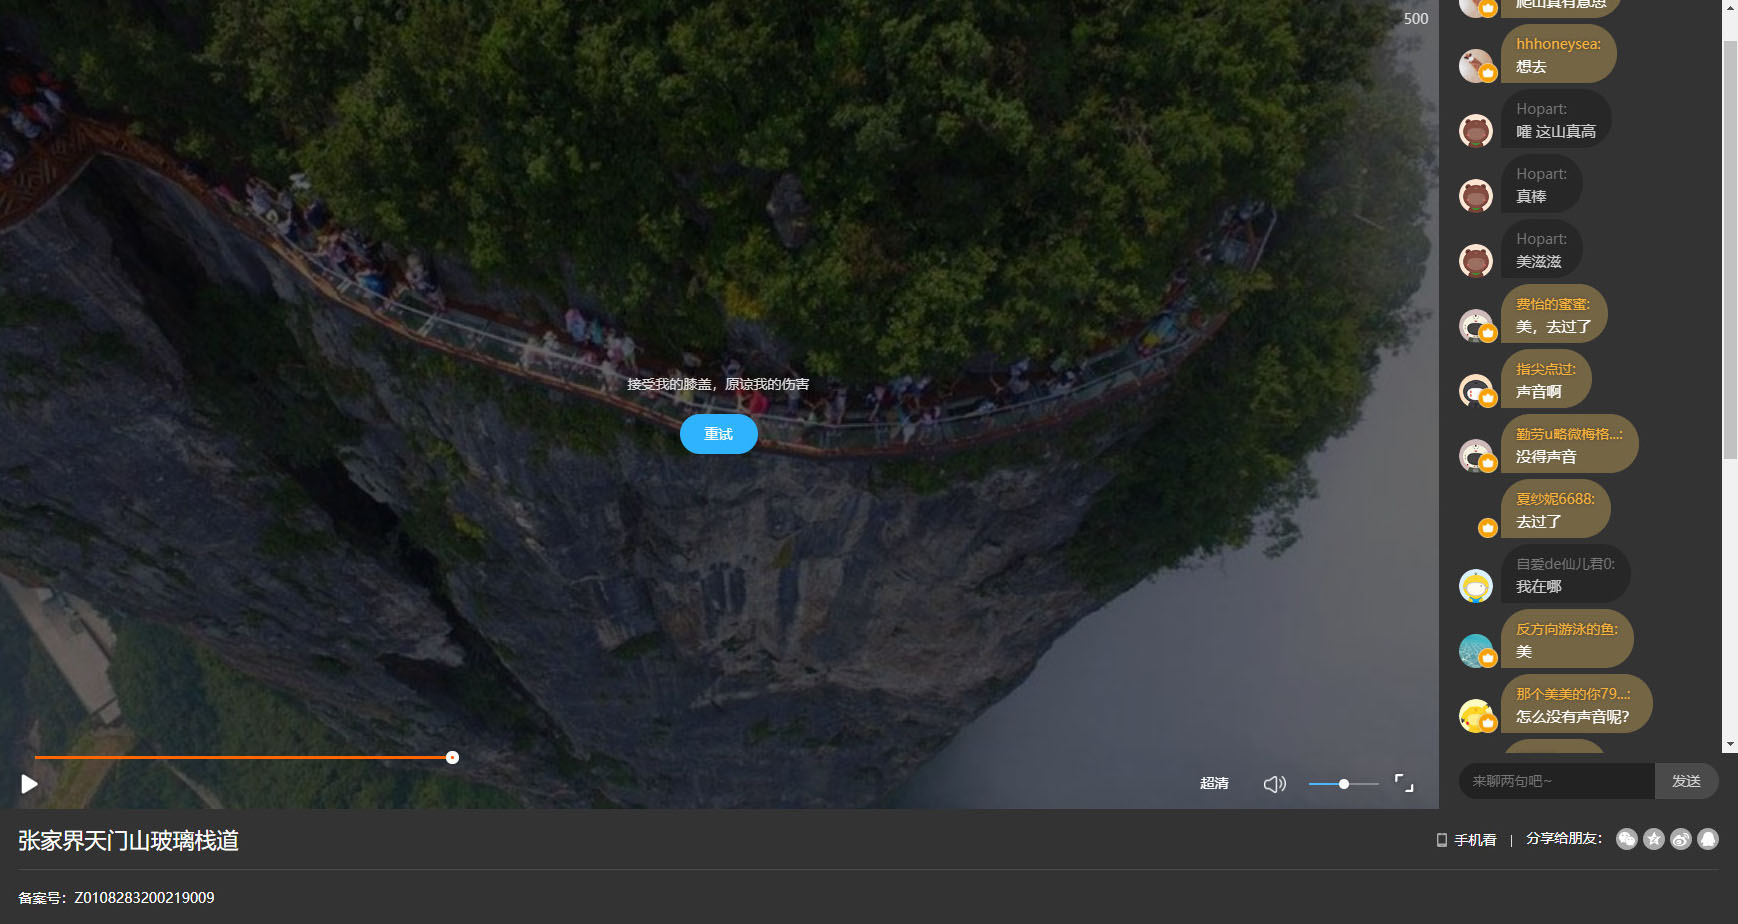 500
接受我的膝盖，原谅我的伤害
重试
超清
爬山真有意思
hhhoneysea:
想去
Hopart:
嚯 这山真高
Hopart:
真棒
Hopart:
美滋滋
费怡的蜜蜜:
美，去过了
指尖点过:
声音啊
勤劳u略微梅格...:
没得声音
夏纱妮6688:
去过了
自爱de仙儿君0:
我在哪
反方向游泳的鱼:
美
那个美美的你79...:
怎么没有声音呢?
来聊两句吧~
发送
张家界天门山玻璃栈道
手机看 | 分享给朋友：
备案号：Z0108283200219009